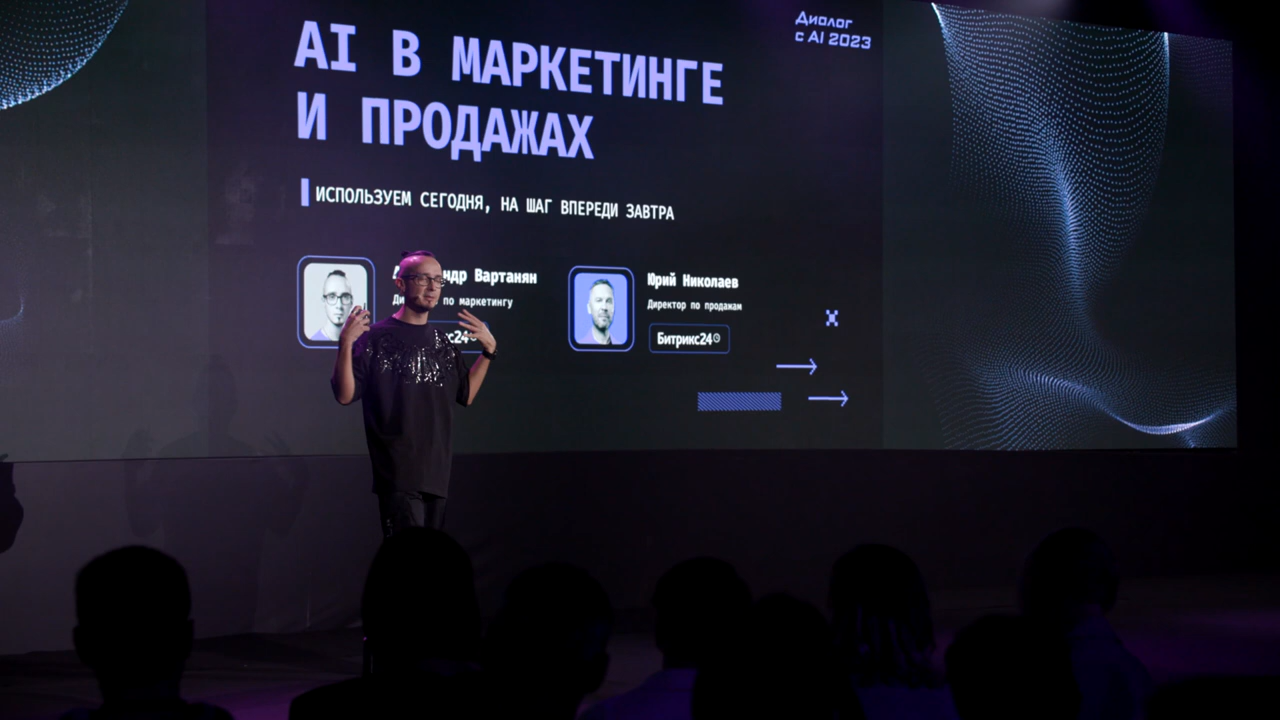 AI В МАРКЕТИНГЕ
И ПРОДАЖАХ
Диолог
с AI 2023
ИСПОЛЬЗУЕМ СЕГОДНЯ, НА ШАГ ВПЕРЕДИ ЗАВТРА
Вартанян
по маркетингу
Юрий Николаев
Директор по продажам
Битрикс24